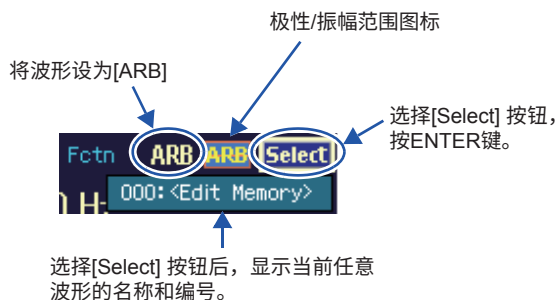 极性/振幅范围图标
将波形设为[ARB]
选择[Select] 按钮，
按ENTER键。
Fctn ARB ARB Select
000:<Edit Memory>
H:
选择[Select] 按钮后，显示当前任意
波形的名称和编号。